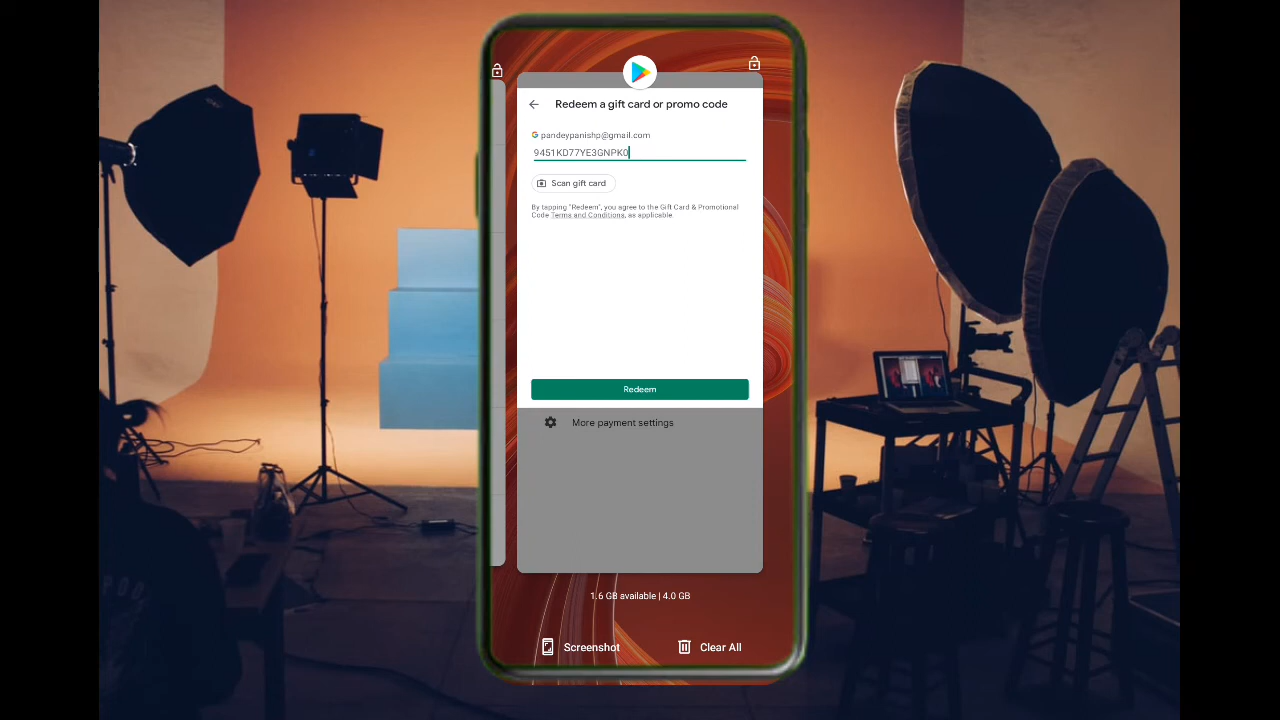 Redeem a gift card or promo code
pandeypanishp@gmail.com
9451KD77YE3GNPK0
Scan gift card
By tapping "Redeem", you agree to the Gift Card & Promotional
Code Terms and Conditions, as applicable.
Redeem
More payment settings
1.6 GB available | 4.0 GB
Screenshot
Clear All